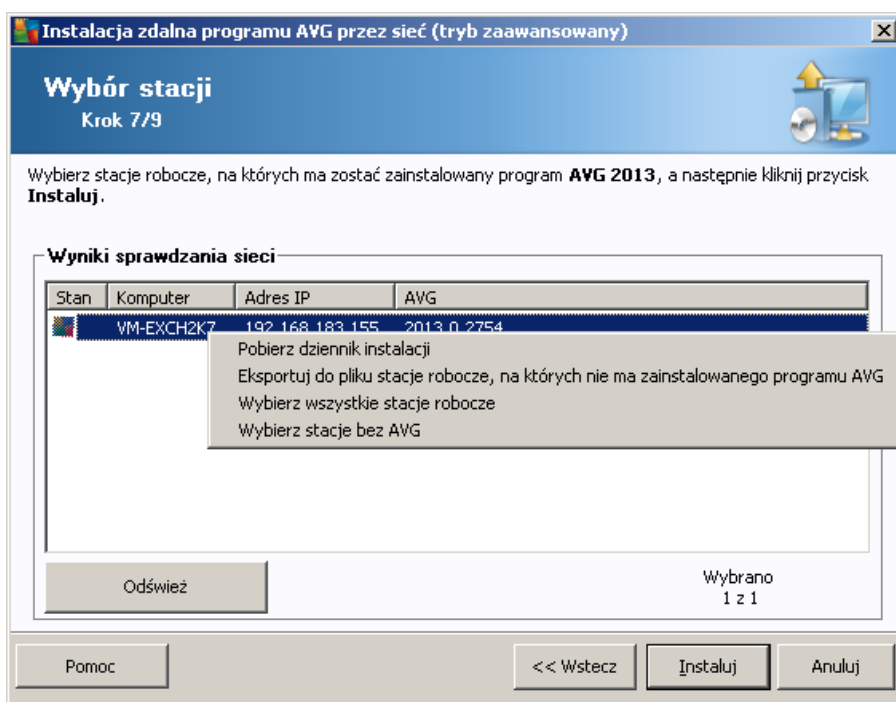 Instalacja zdalna programu AVG przez sieć (tryb zaawansowany)
Wybór stacji
Krok 7/9
Wybierz stacje robocze, na których ma zostać zainstalowany program AVG 2013, a następnie kliknij przycisk
Instaluj.
Wyniki sprawdzania sieci
Stan Komputer Adres IP AVG
VM-EXCH2K7 192.168.183.155 2013.0.2754
Pobierz dziennik instalacji
Eksportuj do pliku stacje robocze, na których nie ma zainstalowanego programu AVG
Wybierz wszystkie stacje robocze
Wybierz stacje bez AVG
Odśwież
Wybrano
1 z 1
Pomoc << Wstecz Instaluj Anuluj